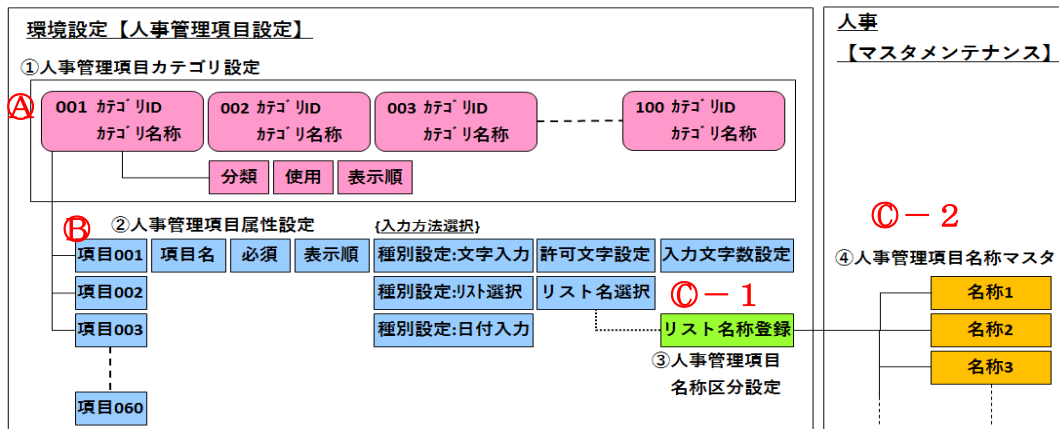 環境設定【人事管理項目設定】
人事
【マスタメンテナンス】
①人事管理項目カテゴリ設定
Ⓐ
001 ｶﾃｺﾞﾘID
ｶﾃｺﾞﾘ名称
002 ｶﾃｺﾞﾘID
ｶﾃｺﾞﾘ名称
003 ｶﾃｺﾞﾘID
ｶﾃｺﾞﾘ名称
100 ｶﾃｺﾞﾘID
ｶﾃｺﾞﾘ名称
分類 使用 表示順
Ⓑ ②人事管理項目属性設定
{入力方法選択}
項目001 項目名 必須 表示順 種別設定:文字入力 許可文字設定 入力文字数設定
項目002 種別設定:ﾘｽﾄ選択 リスト名選択
Ⓒ－1
項目003 種別設定:日付入力 リスト名称登録
③人事管理項目
名称区分設定
項目060
Ⓒ－2
④人事管理項目名称マスタ
名称1
名称2
名称3